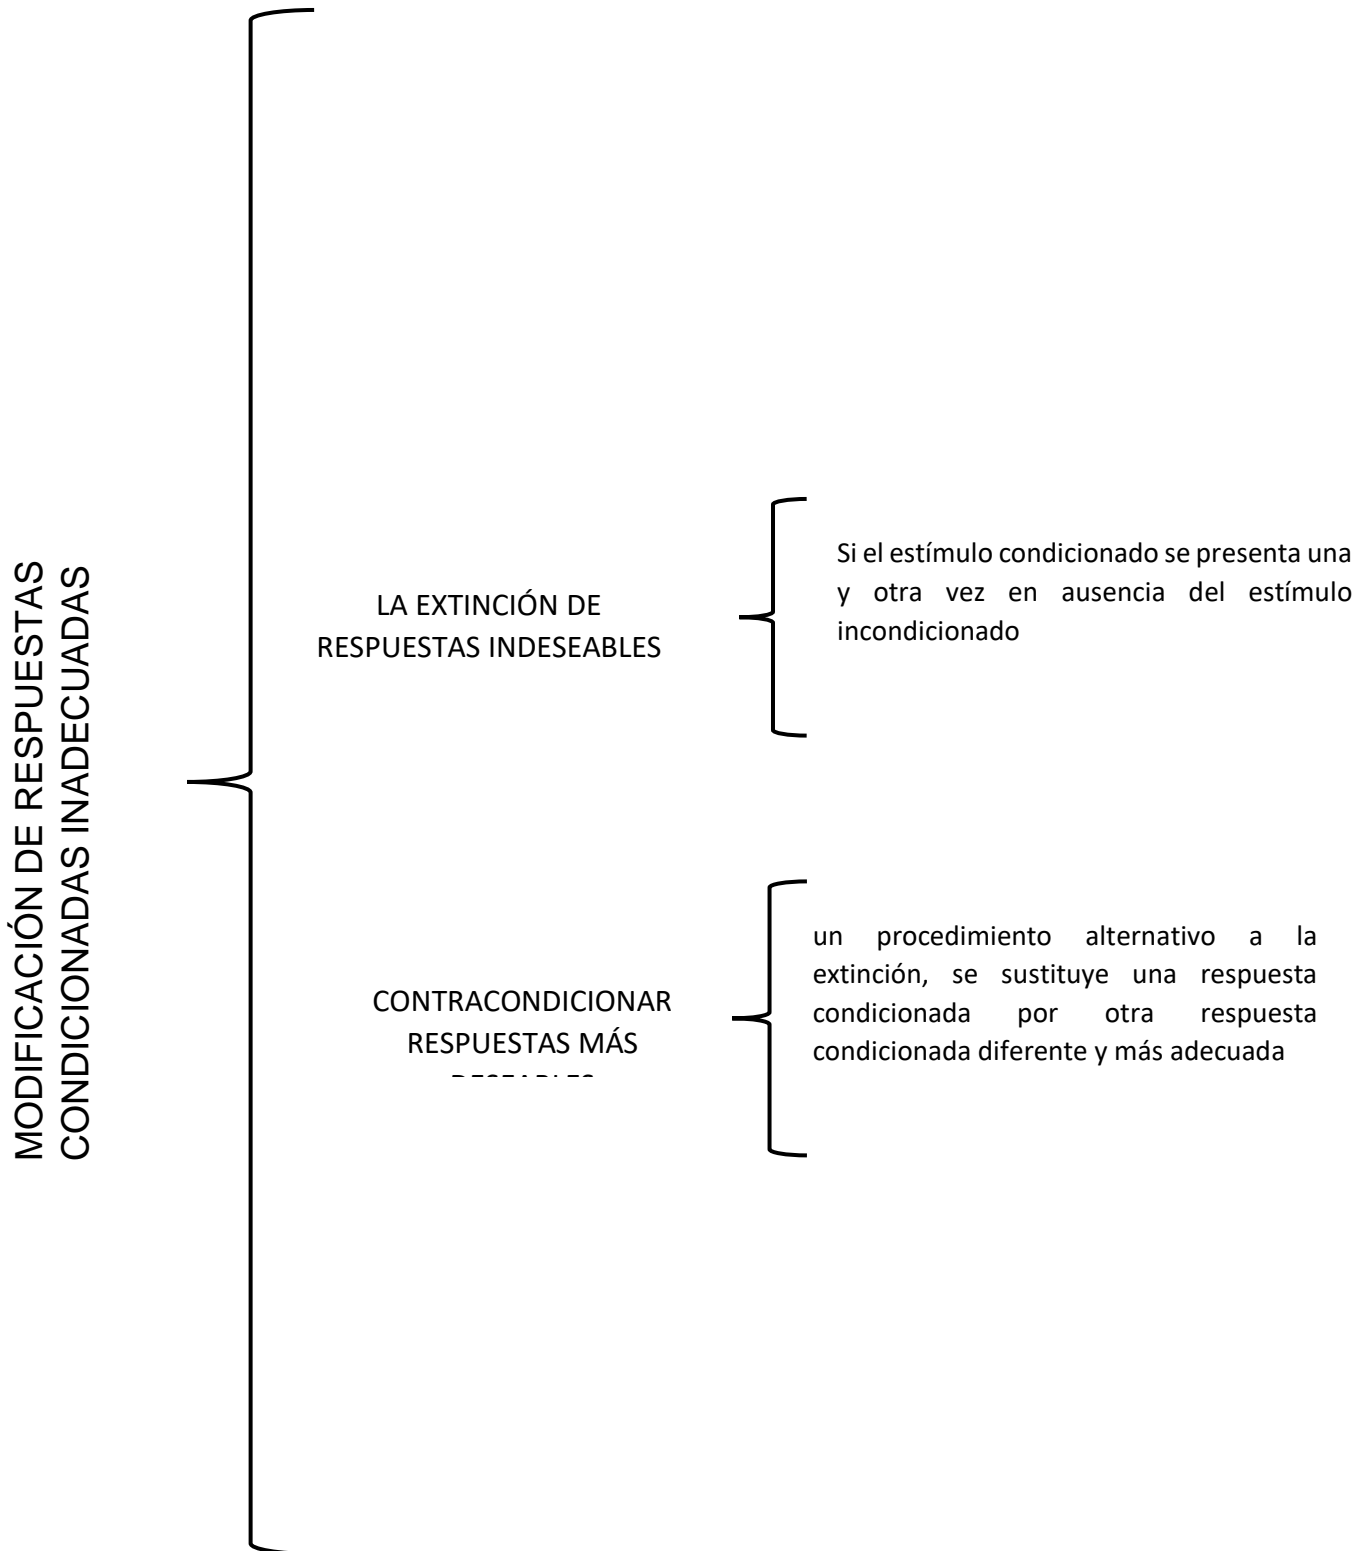 MODIFICACIÓN DE RESPUESTAS
CONDICIONADAS INADECUADAS
LA EXTINCIÓN DE
RESPUESTAS INDESEABLES
Si el estímulo condicionado se presenta una
y otra vez en ausencia del estímulo
incondicionado
CONTRACONDICIONAR
RESPUESTAS MÁS
un procedimiento alternativo a la
extinción, se sustituye una respuesta
condicionada por otra respuesta
condicionada diferente y más adecuada